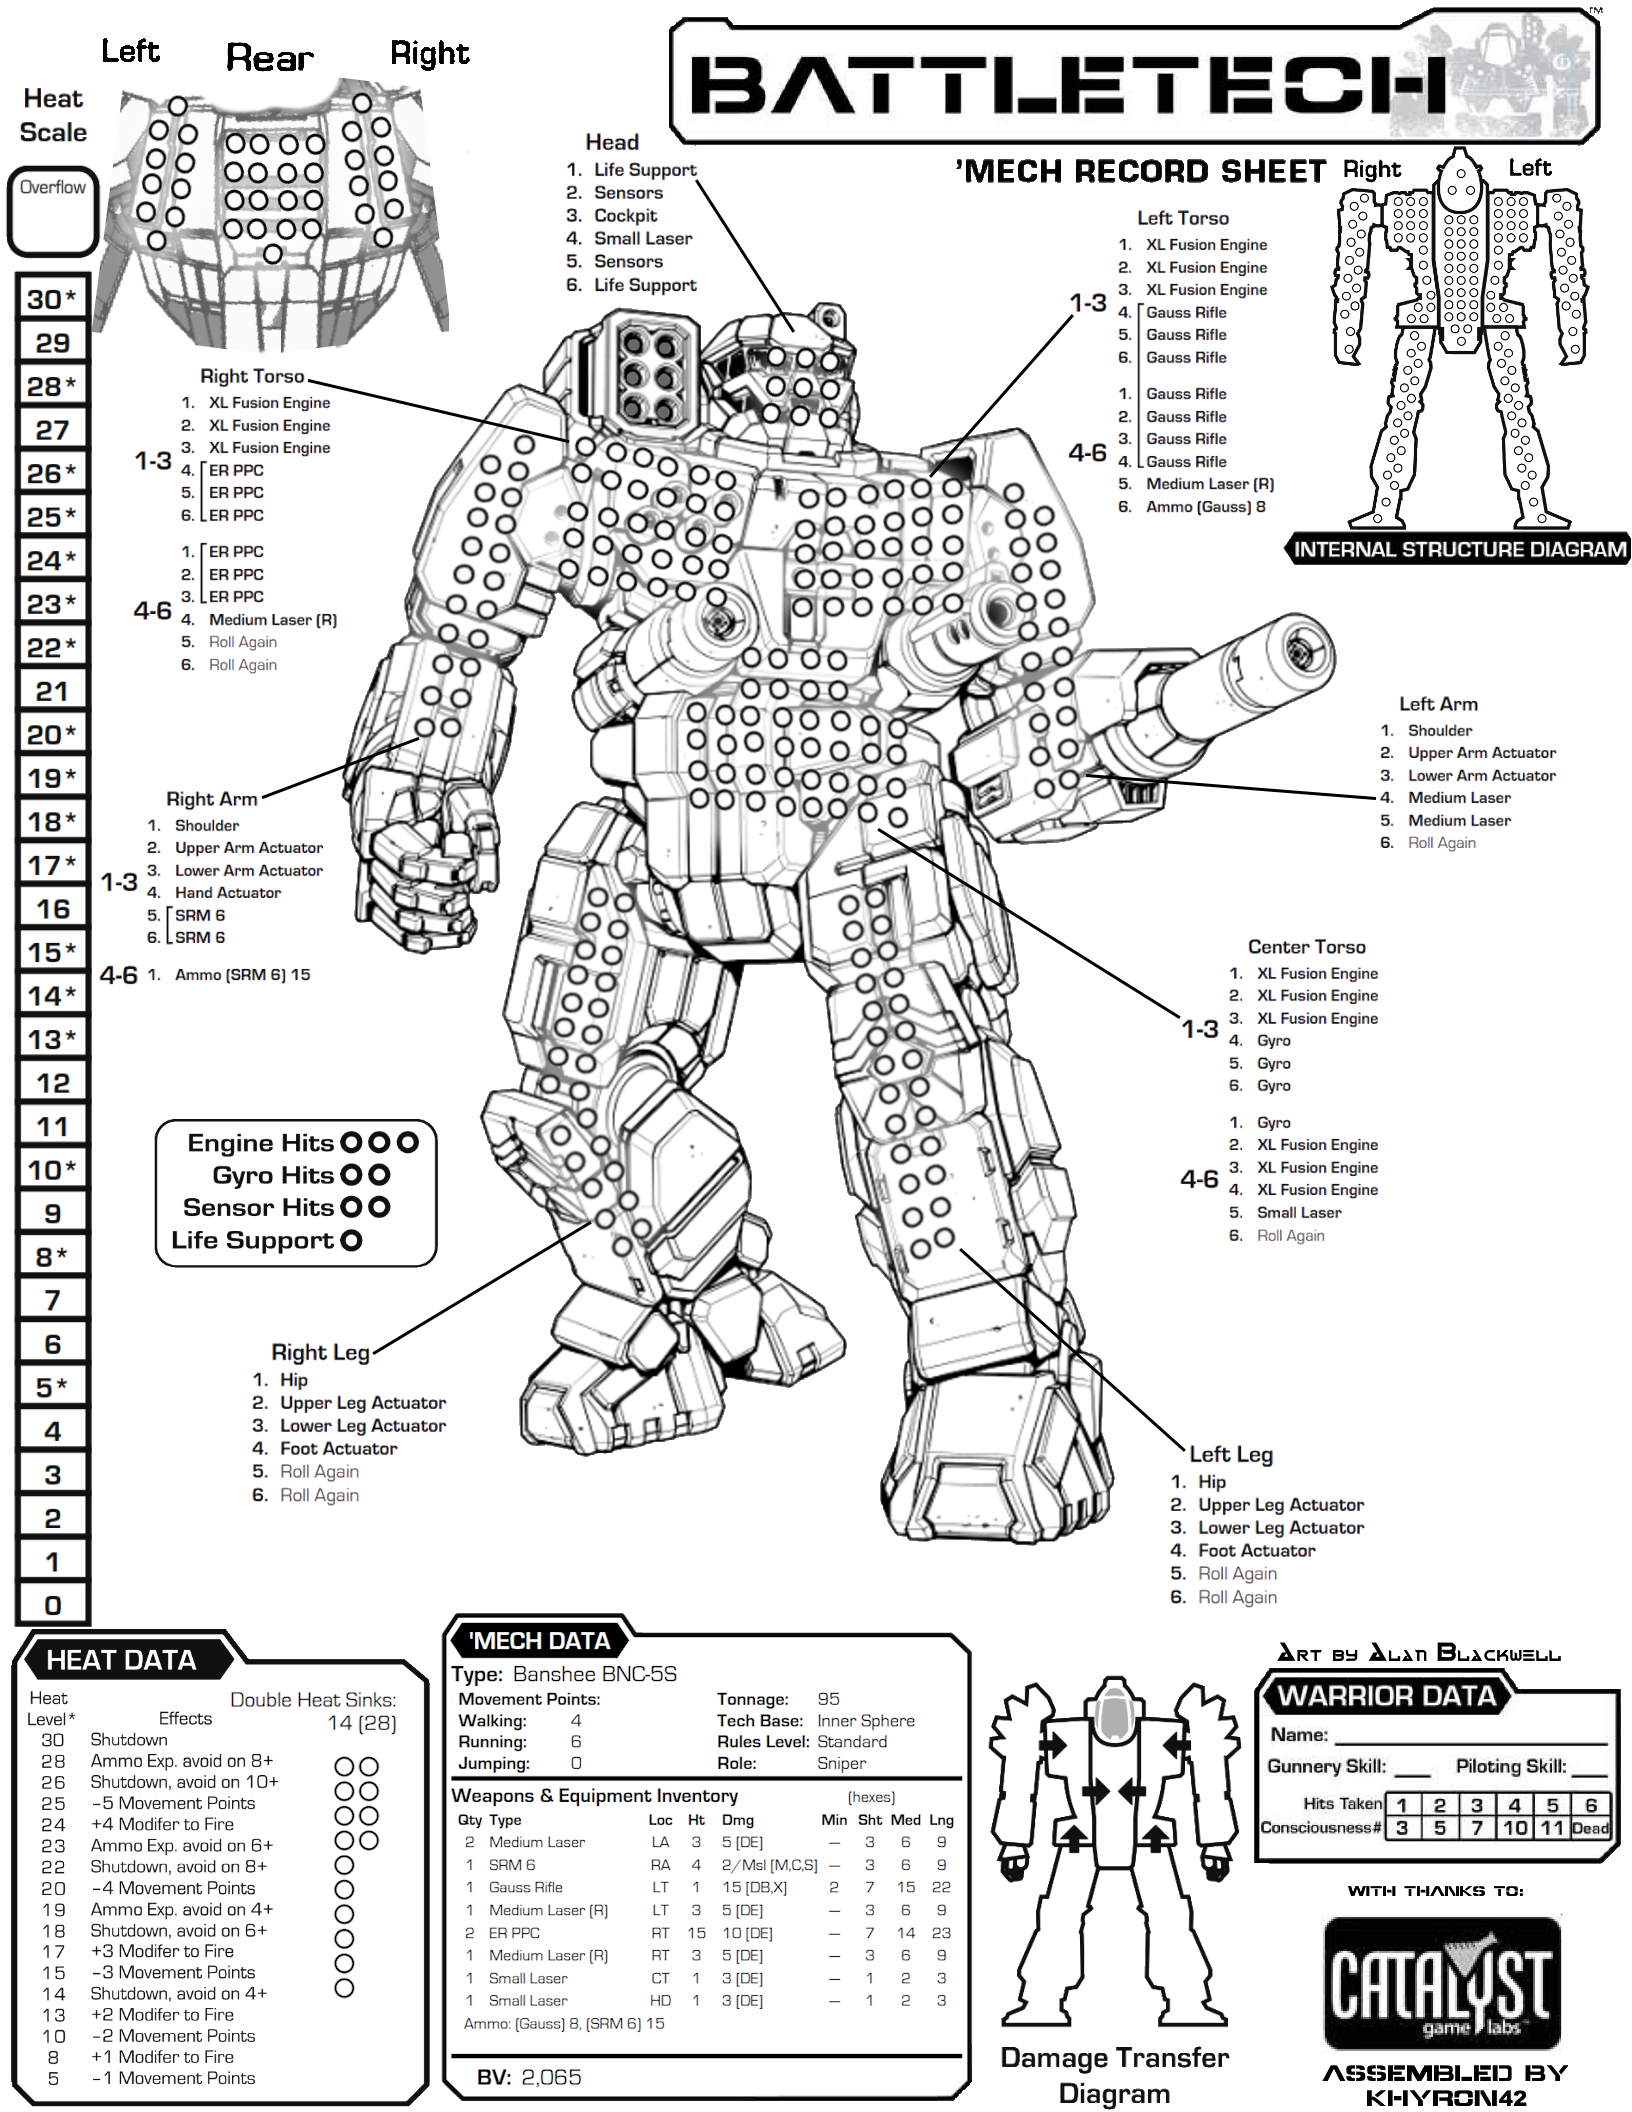 BATTLETECH
TM
'MECH RECORD SHEET
Left Rear Right
Heat
Scale
Overflow
30*
29
28*
27
26*
25*
24*
23*
22*
21
20*
19*
18*
17*
16
15*
14*
13*
12
11
10*
9
8*
7
6
5*
4
3
2
1
0
Head
1. Life Support
2. Sensors
3. Cockpit
4. Small Laser
5. Sensors
6. Life Support
Right Left
INTERNAL STRUCTURE DIAGRAM
Left Torso
1-3
1. XL Fusion Engine
2. XL Fusion Engine
3. XL Fusion Engine
4. Gauss Rifle
5. Gauss Rifle
6. Gauss Rifle
4-6
1. Gauss Rifle
2. Gauss Rifle
3. Gauss Rifle
4. Gauss Rifle
5. Medium Laser (R)
6. Ammo (Gauss) 8
Right Torso
1-3
1. XL Fusion Engine
2. XL Fusion Engine
3. XL Fusion Engine
4. ER PPC
5. ER PPC
6. ER PPC
4-6
1. ER PPC
2. ER PPC
3. ER PPC
4. Medium Laser (R)
5. Roll Again
6. Roll Again
Left Arm
1. Shoulder
2. Upper Arm Actuator
3. Lower Arm Actuator
4. Medium Laser
5. Medium Laser
6. Roll Again
Right Arm
1-3
1. Shoulder
2. Upper Arm Actuator
3. Lower Arm Actuator
4. Hand Actuator
5. SRM 6
6. SRM 6
4-6 1. Ammo (SRM 6) 15
Center Torso
1-3
1. XL Fusion Engine
2. XL Fusion Engine
3. XL Fusion Engine
4. Gyro
5. Gyro
6. Gyro
4-6
1. Gyro
2. XL Fusion Engine
3. XL Fusion Engine
4. XL Fusion Engine
5. Small Laser
6. Roll Again
Engine Hits
Gyro Hits
Sensor Hits
Life Support
Right Leg
1. Hip
2. Upper Leg Actuator
3. Lower Leg Actuator
4. Foot Actuator
5. Roll Again
6. Roll Again
Left Leg
1. Hip
2. Upper Leg Actuator
3. Lower Leg Actuator
4. Foot Actuator
5. Roll Again
6. Roll Again
HEAT DATA
Heat
Level* Effects
Double Heat Sinks:
14 (28)
30 Shutdown
28 Ammo Exp. avoid on 8+
26 Shutdown, avoid on 10+
25 -5 Movement Points
24 +4 Modifer to Fire
23 Ammo Exp. avoid on 6+
22 Shutdown, avoid on 8+
20 -4 Movement Points
19 Ammo Exp. avoid on 4+
18 Shutdown, avoid on 6+
17 +3 Modifer to Fire
15 -3 Movement Points
14 Shutdown, avoid on 4+
13 +2 Modifer to Fire
10 -2 Movement Points
8 +1 Modifer to Fire
5 -1 Movement Points
'MECH DATA
Type: Banshee BNC-5S
Movement Points: Tonnage: 95
Walking: 4 Tech Base: Inner Sphere
Running: 6 Rules Level: Standard
Jumping: 0 Role: Sniper
Weapons & Equipment Inventory (hexes)
Qty Type Loc Ht Dmg Min Sht Med Lng
2 Medium Laser LA 3 5 [DE] — 3 6 9
1 SRM 6 RA 4 2/Msl [M,C,S] — 3 6 9
1 Gauss Rifle LT 1 15 [DB,X] 2 7 15 22
1 Medium Laser (R) LT 3 5 [DE] — 3 6 9
2 ER PPC RT 15 10 [DE] — 7 14 23
1 Medium Laser (R) RT 3 5 [DE] — 3 6 9
1 Small Laser CT 1 3 [DE] — 1 2 3
1 Small Laser HD 1 3 [DE] — 1 2 3
Ammo: (Gauss) 8, (SRM 6) 15
BV: 2,065
Damage Transfer
Diagram
Art by Alan Blackwell
WARRIOR DATA
Name:
Gunnery Skill: Piloting Skill:
Hits Taken 1 2 3 4 5 6
Consciousness# 3 5 7 10 11 Dead
WITH THANKS TO:
CATALYST
game labs
ASSEMBLED BY
KHYRON42